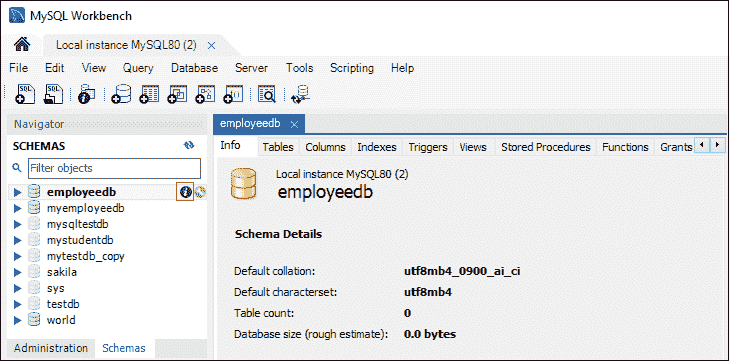 MySQL Workbench
Local instance MySQL80 (2) ×
File Edit View Query Database Server Tools Scripting Help
SQL SQL
Navigator
SCHEMAS
Filter objects
employeedb
myemployeedb
mysqltestdb
mystudentdb
mytestdb_copy
sakila
sys
testdb
world
Administration Schemas
employeedb ×
Info Tables Columns Indexes Triggers Views Stored Procedures Functions Grants
Local instance MySQL80 (2)
employeedb
Schema Details
Default collation: utf8mb4_0900_ai_ci
Default characterset: utf8mb4
Table count: 0
Database size (rough estimate): 0.0 bytes